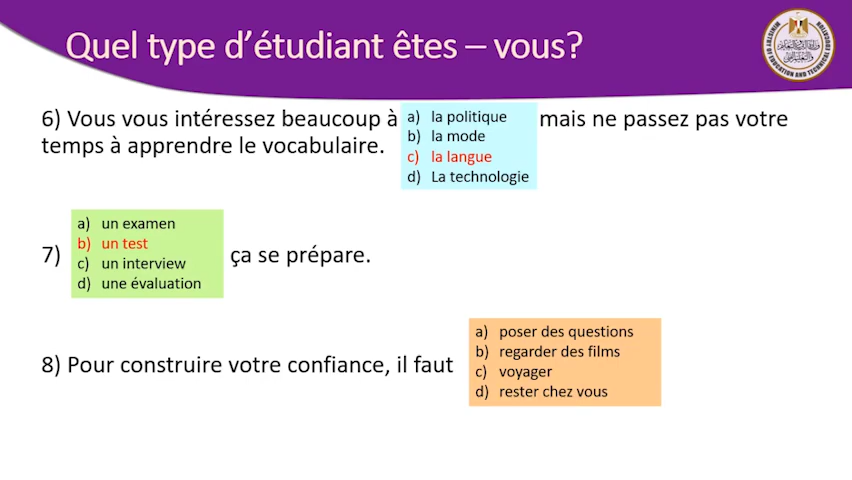 Quel type d'étudiant êtes – vous?
6) Vous vous intéressez beaucoup à
a) la politique
b) la mode
c) la langue
d) La technologie
mais ne passez pas votre
temps à apprendre le vocabulaire.
7)
a) un examen
b) un test
c) un interview
d) une évaluation
ça se prépare.
8) Pour construire votre confiance, il faut
a) poser des questions
b) regarder des films
c) voyager
d) rester chez vous